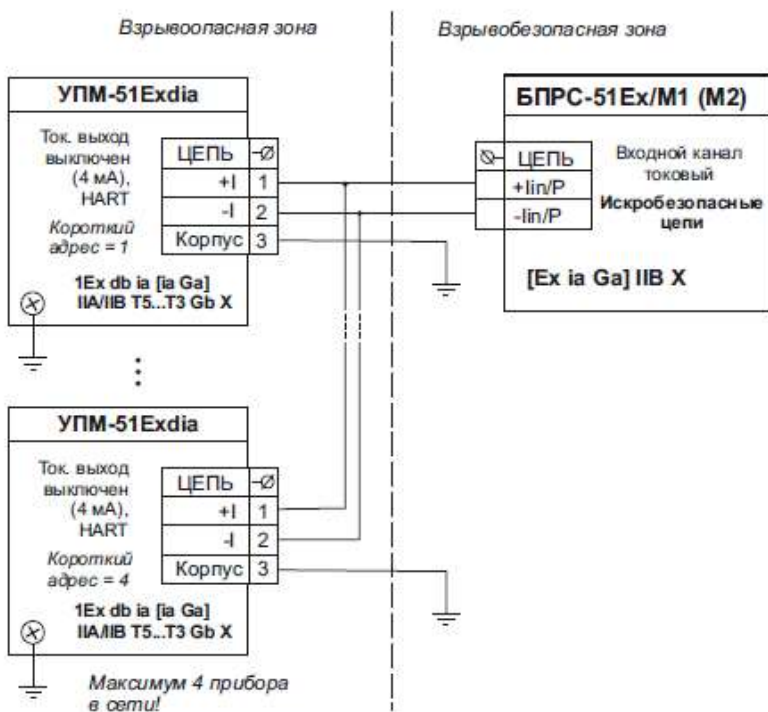 Взрывоопасная зона
Взрывобезопасная зона
УПМ-51Exdia
Ток. выход
выключен
(4 мА),
HART
Короткий
адрес = 1
ЦЕПЬ
+I 1
-I 2
Корпус 3
1Ex db ia [ia Ga]
IIA/IIB T5...T3 Gb X
БПРС-51Ex/M1 (M2)
ЦЕПЬ
+Iin/P
-Iin/P
Входной канал
токовый
Искробезопасные
цепи
[Ex ia Ga] IIB X
УПМ-51Exdia
Ток. выход
выключен
(4 мА),
HART
Короткий
адрес = 4
ЦЕПЬ
+I 1
-I 2
Корпус 3
1Ex db ia [ia Ga]
IIA/IIB T5...T3 Gb X
Максимум 4 прибора
в сети!